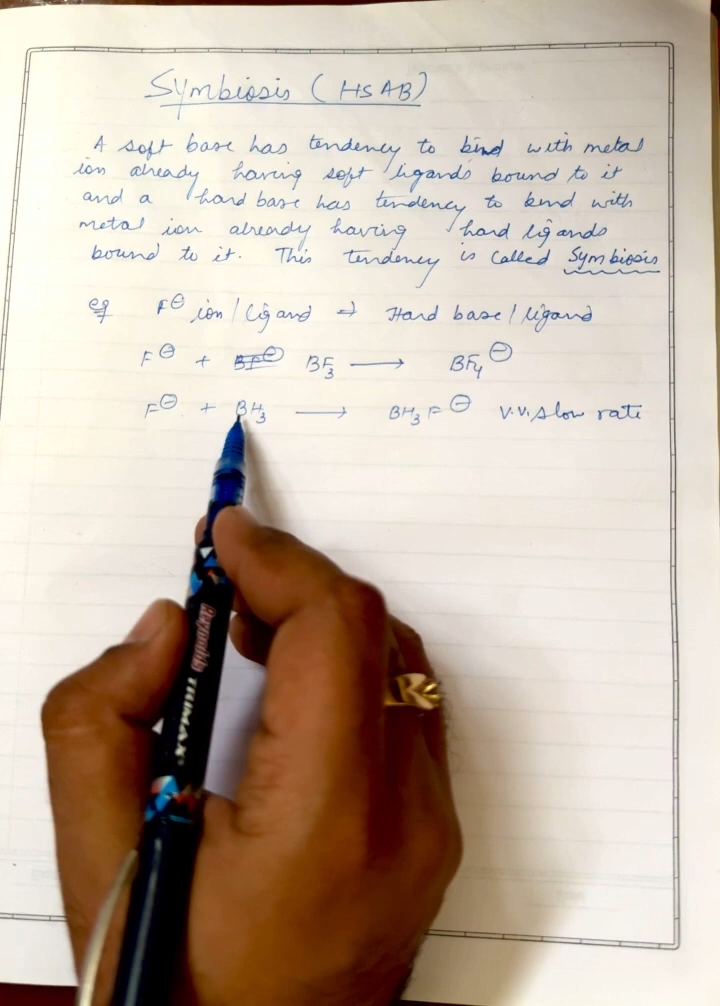 Symbiosis (HSAB)
A soft base has tendency to bind with metal
ion already having soft ligands bound to it
and a hard base has tendency to bind with
metal ion already having hard ligands
bound to it. This tendency is called Symbiosis
eg F⊖ ion/ligand ⇒ Hard base/ligand
F⊖ + BF₃ ⟶ BF₄⊖
F⊖ + BH₃ ⟶ BH₃F⊖ V.V. slow rate
Reynolds TRIMAX